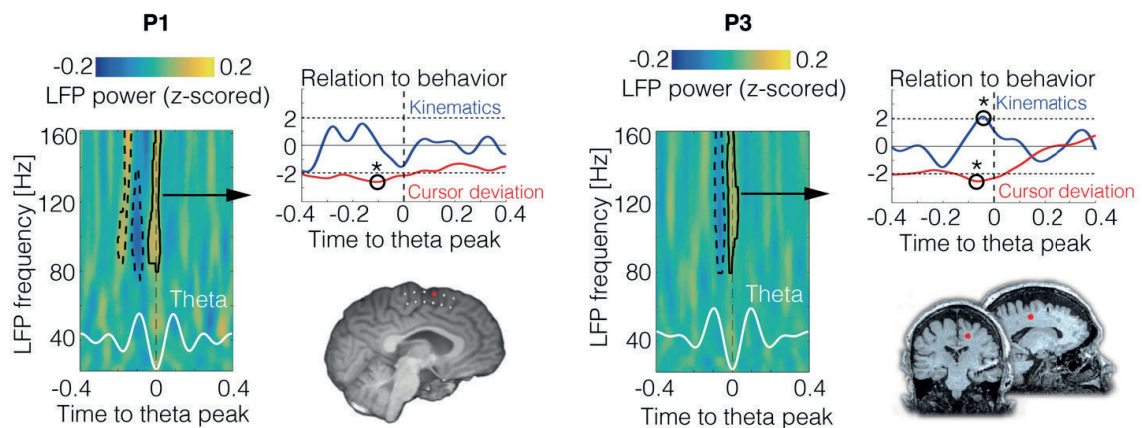 P1
-0.2 0.2
LFP power (z-scored)
LFP frequency [Hz]
160
120
80
40
Theta
-0.4 0 0.4
Time to theta peak
Relation to behavior
Kinematics
2
0
-2
*
Cursor deviation
-0.4 -0.2 0 0.2 0.4
Time to theta peak
P3
-0.2 0.2
LFP power (z-scored)
LFP frequency [Hz]
160
120
80
40
Theta
-0.4 0 0.4
Time to theta peak
Relation to behavior
*
Kinematics
2
0
-2
*
Cursor deviation
-0.4 -0.2 0 0.2 0.4
Time to theta peak